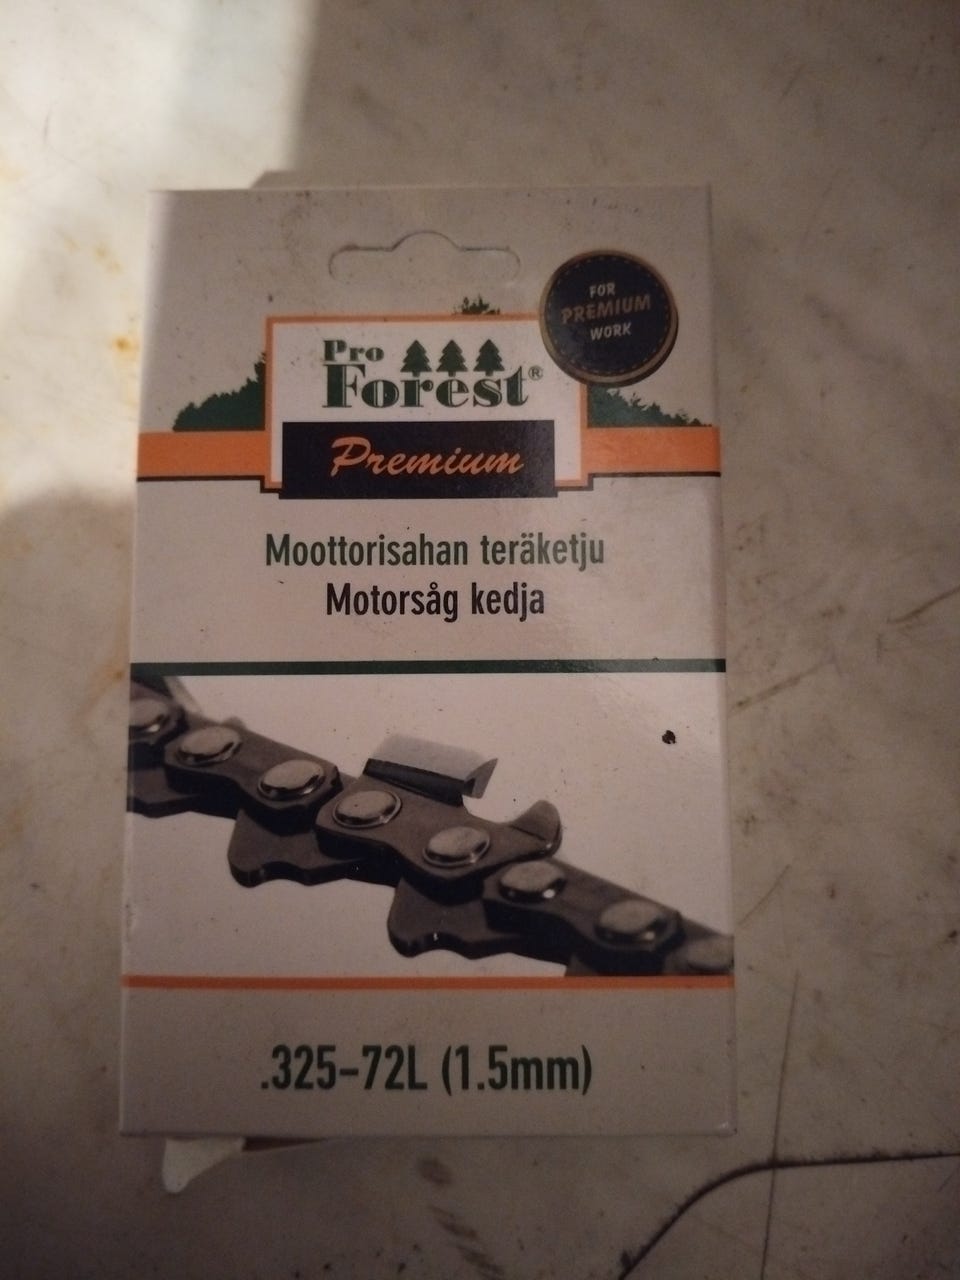 FOR
PREMIUM
WORK
Pro
Forest®
Premium
Moottorisahan teräketju
Motorsåg kedja
.325-72L (1.5mm)